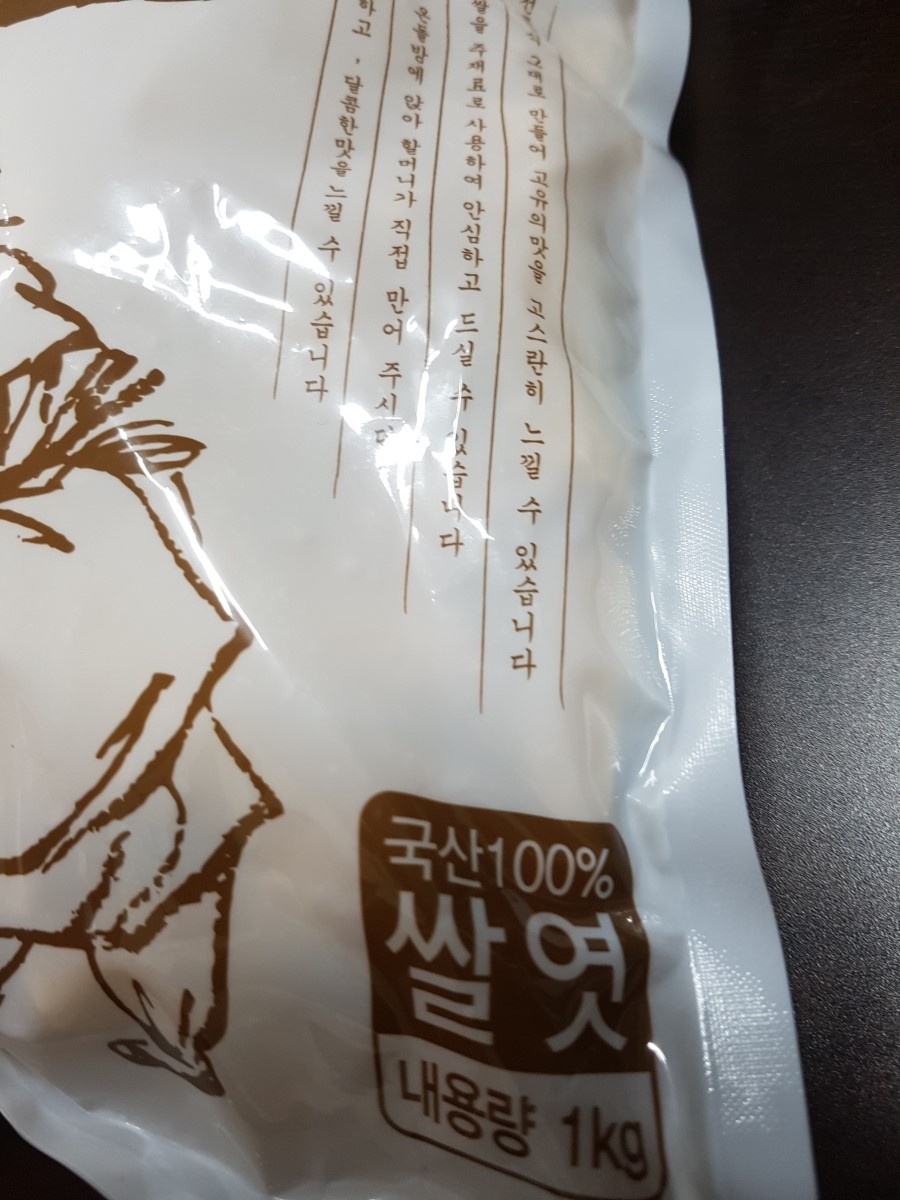 그대로 만들어 고유의맛을 고스란히 느낄 수 있습니다
쌀을 주재료로 사용하여 안심하고 드실 수 있습니다
온돌방에 앉아 할머니가 직접 만어 주시던
하고, 달콤한맛을느낄 수 있습니다
국산100%
쌀엿
내용량 1kg